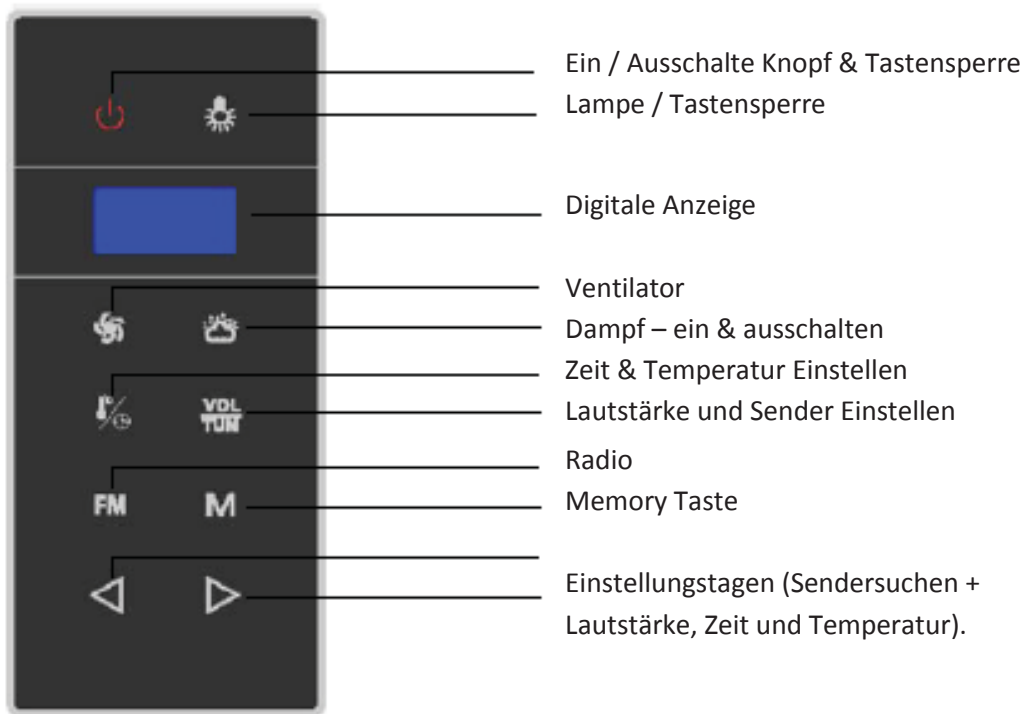 Ein / Ausschalte Knopf & Tastensperre
Lampe / Tastensperre
Digitale Anzeige
Ventilator
Dampf – ein & ausschalten
Zeit & Temperatur Einstellen
VOL
TUN
Lautstärke und Sender Einstellen
Radio
FM M
Memory Taste
Einstellungstagen (Sendersuchen +
Lautstärke, Zeit und Temperatur).